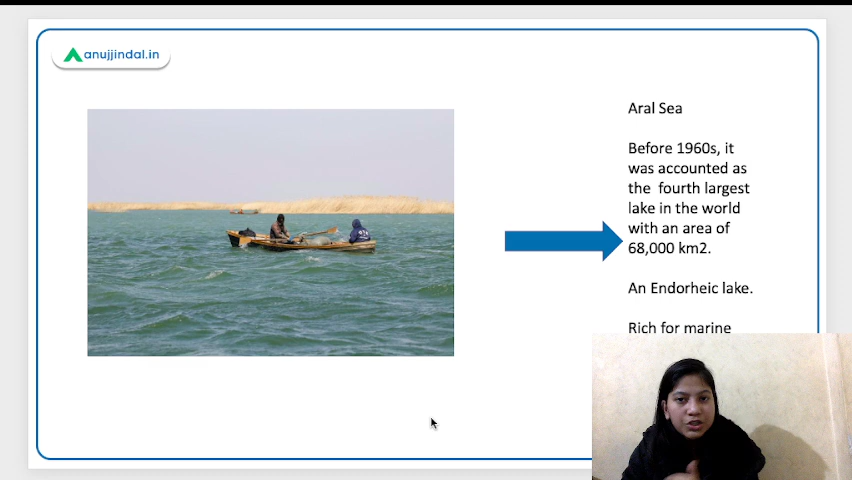 anujjindal.in
Aral Sea
Before 1960s, it
was accounted as
the fourth largest
lake in the world
with an area of
68,000 km2.
An Endorheic lake.
Rich for marine